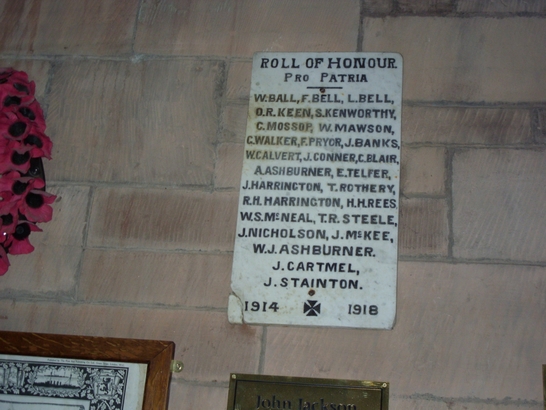 ROLL OF HONOUR
PRO PATRIA
W.BALL, F.BELL, L.BELL,
O.R.KEEN, S.KENWORTHY,
C.MOSSOP, W.MAWSON,
C.WALKER, F.PRYOR, J.BANKS,
W.CALVERT, J.CONNER, C.BLAIR,
A.ASHBURNER, E.TELFER,
J.HARRINGTON, T.ROTHERY,
R.H.HARRINGTON, H.H.REES,
W.S.McNEAL, T.R.STEELE,
J.NICHOLSON, J.McKEE,
W.J.ASHBURNER.
J.CARTMEL,
J.STAINTON.
1914 1918
John Jackson